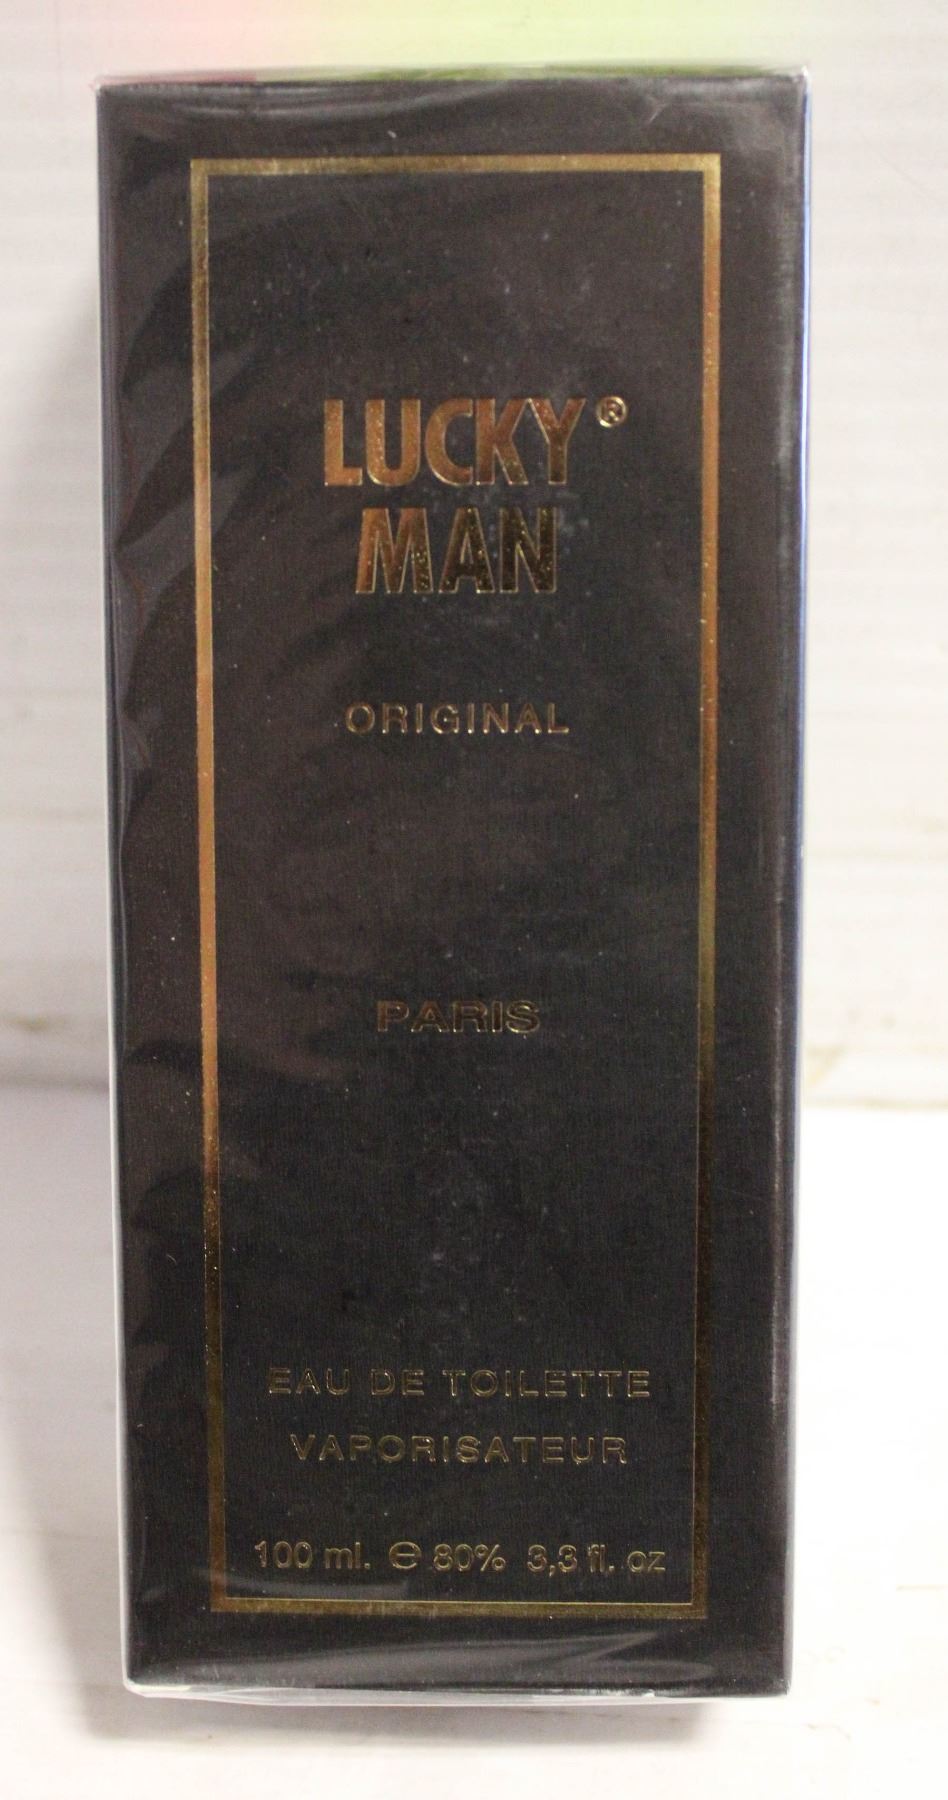 LUCKY®
MAN
ORIGINAL
PARIS
EAU DE TOILETTE
VAPORISATEUR
100 ml. ℮ 80% 3,3 fl. oz